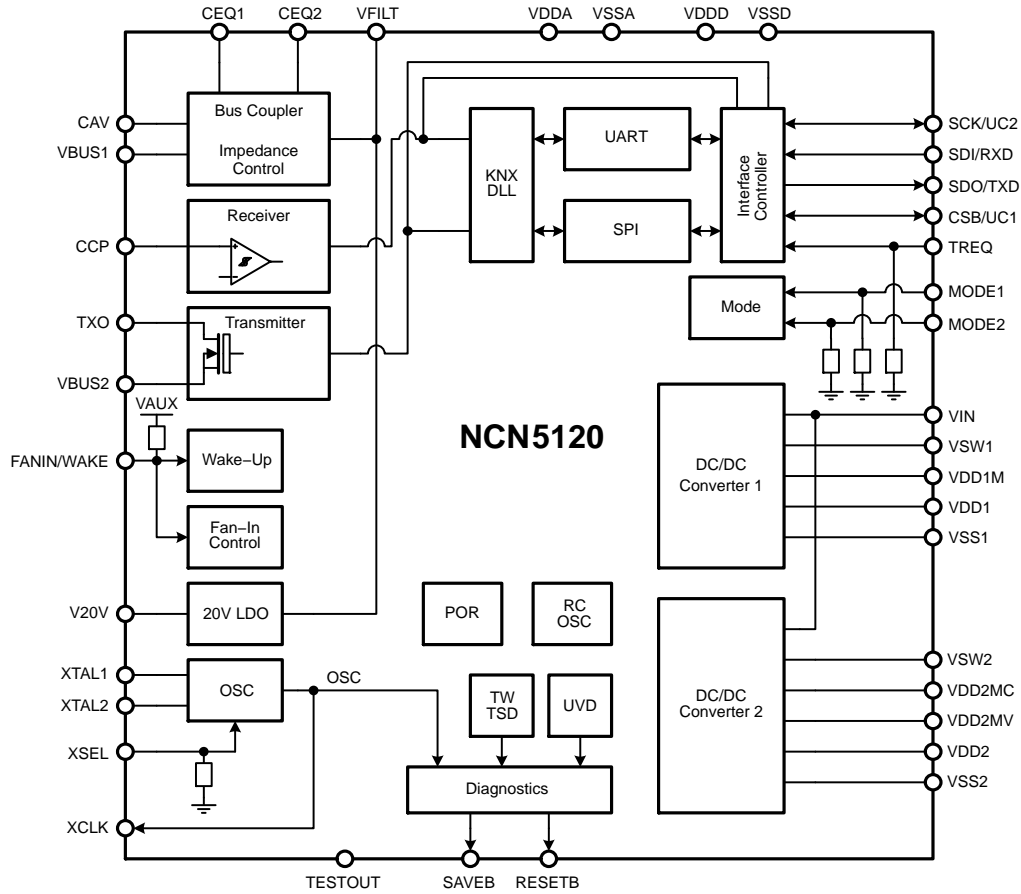 CEQ1 CEQ2 VFILT VDDA VSSA VDDD VSSD
CAV
VBUS1
CCP
TXO
VBUS2
VAUX
FANIN/WAKE
V20V
XTAL1
XTAL2
XSEL
XCLK
Bus Coupler
Impedance
Control
Receiver
+
−
Transmitter
Wake−Up
Fan−In
Control
20V LDO
OSC
OSC
KNX
DLL
UART
SPI
Interface
Controller
Mode
NCN5120
POR
RC
OSC
TW
TSD
UVD
Diagnostics
DC/DC
Converter 1
DC/DC
Converter 2
SCK/UC2
SDI/RXD
SDO/TXD
CSB/UC1
TREQ
MODE1
MODE2
VIN
VSW1
VDD1M
VDD1
VSS1
VSW2
VDD2MC
VDD2MV
VDD2
VSS2
TESTOUT SAVEB RESETB